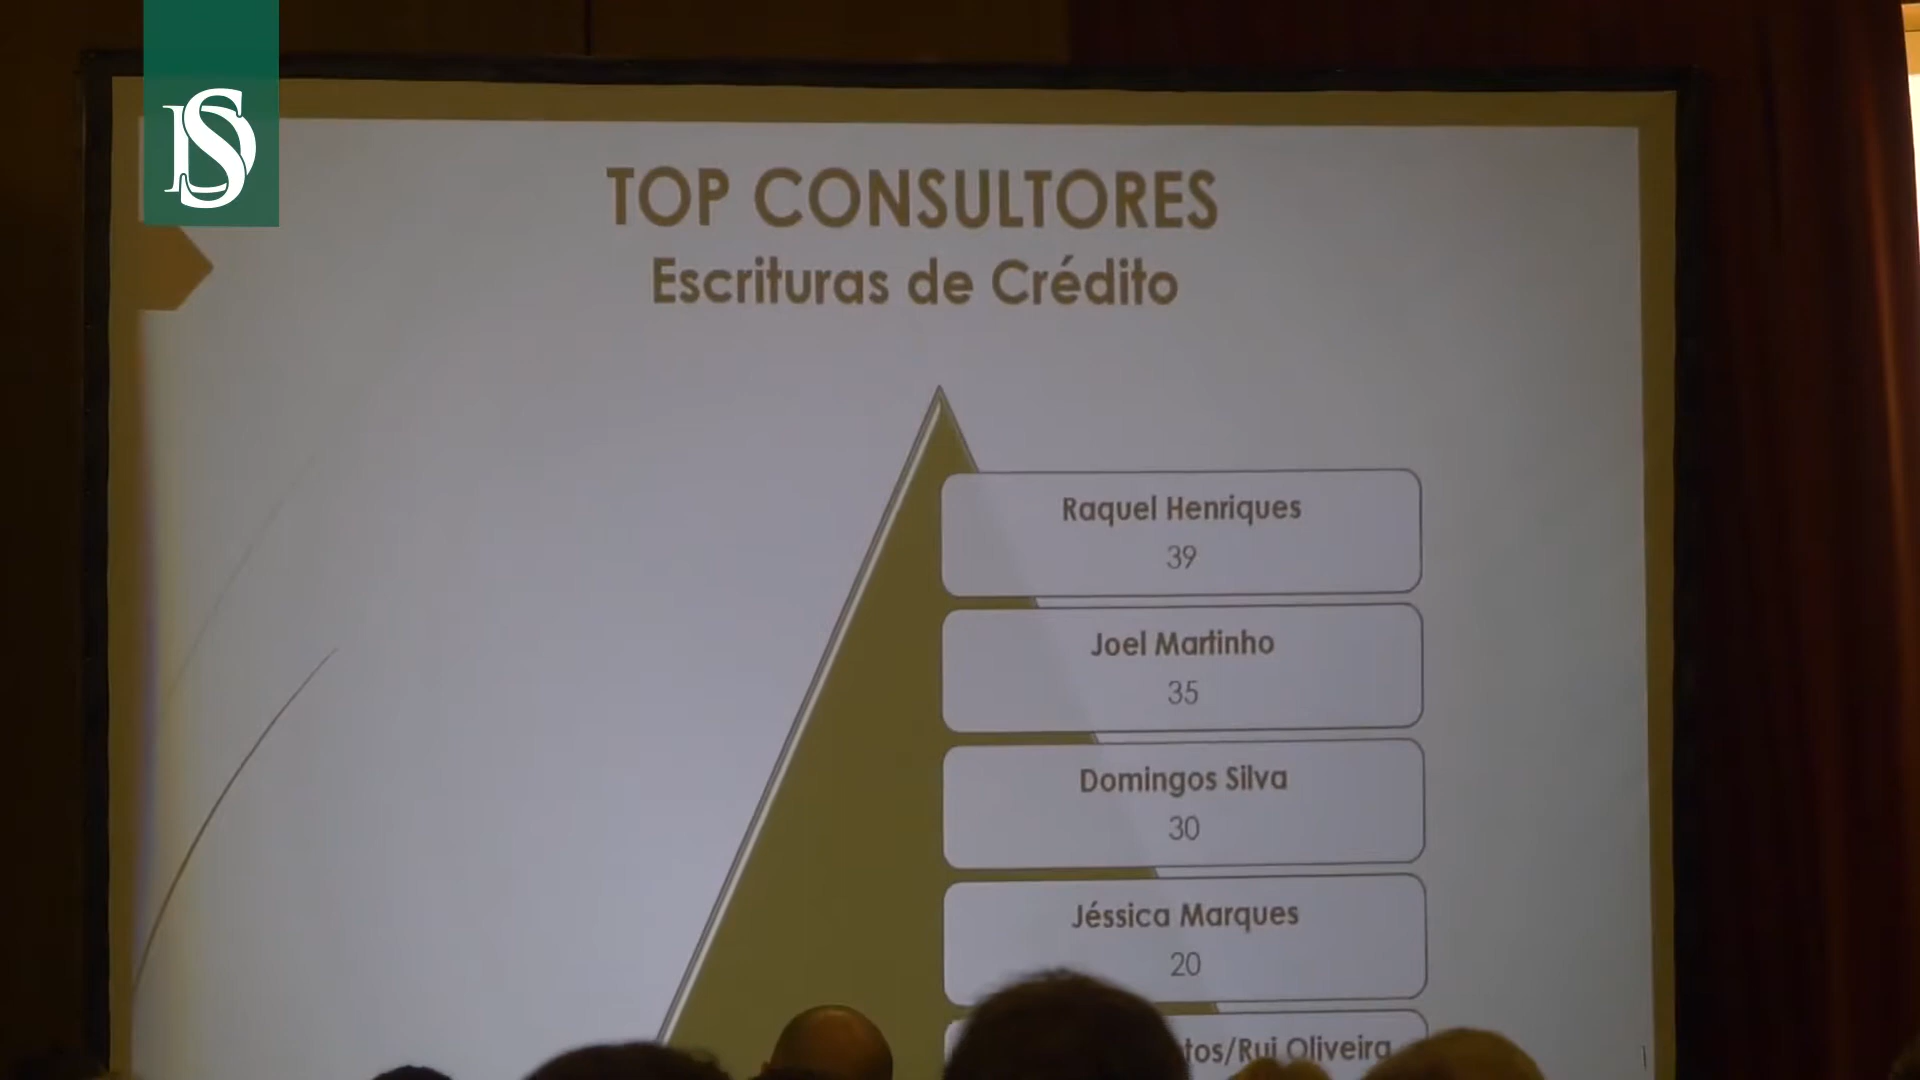 DS
TOP CONSULTORES
Escrituras de Crédito
Raquel Henriques
39
Joel Martinho
35
Domingos Silva
30
Jéssica Marques
20
Rui Oliveira